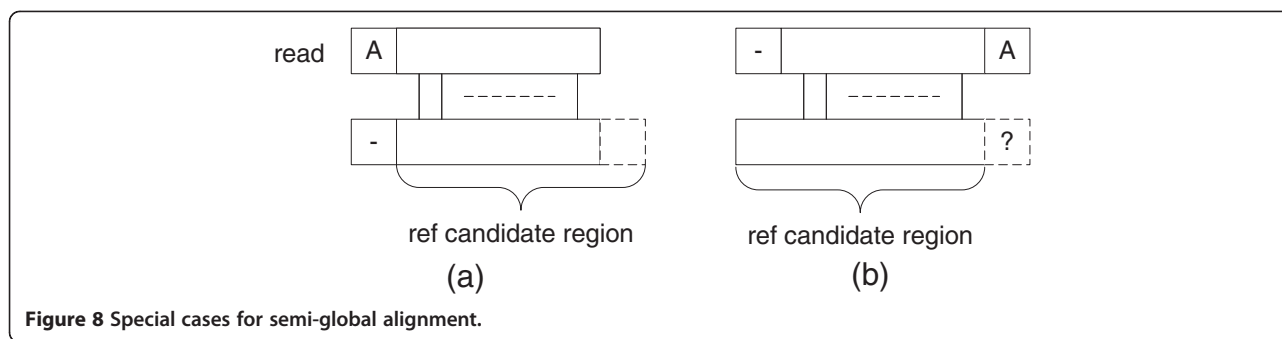 read A - A
- ?
ref candidate region ref candidate region
(a) (b)
Figure 8 Special cases for semi-global alignment.